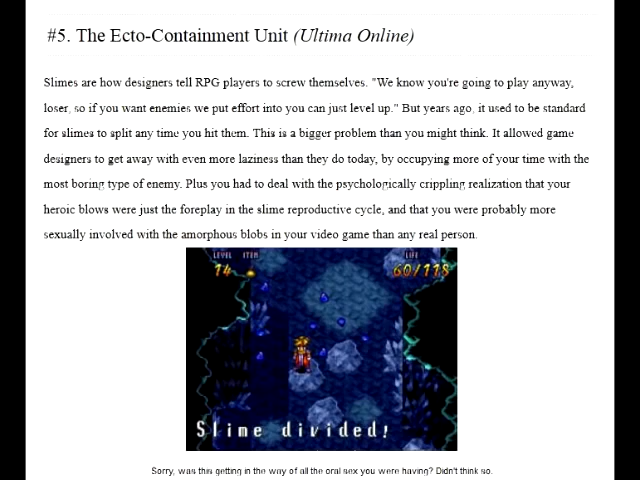 #5. The Ecto-Containment Unit (Ultima Online)
Slimes are how designers tell RPG players to screw themselves. "We know you're going to play anyway,
loser, so if you want enemies we put effort into you can just level up." But years ago, it used to be standard
for slimes to split any time you hit them. This is a bigger problem than you might think. It allowed game
designers to get away with even more laziness than they do today, by occupying more of your time with the
most boring type of enemy. Plus you had to deal with the psychologically crippling realization that your
heroic blows were just the foreplay in the slime reproductive cycle, and that you were probably more
sexually involved with the amorphous blobs in your video game than any real person.
LEVEL ITEM LIFE
14 60/118
Slime divided!
Sorry, was this getting in the way of all the oral sex you were having? Didn't think so.